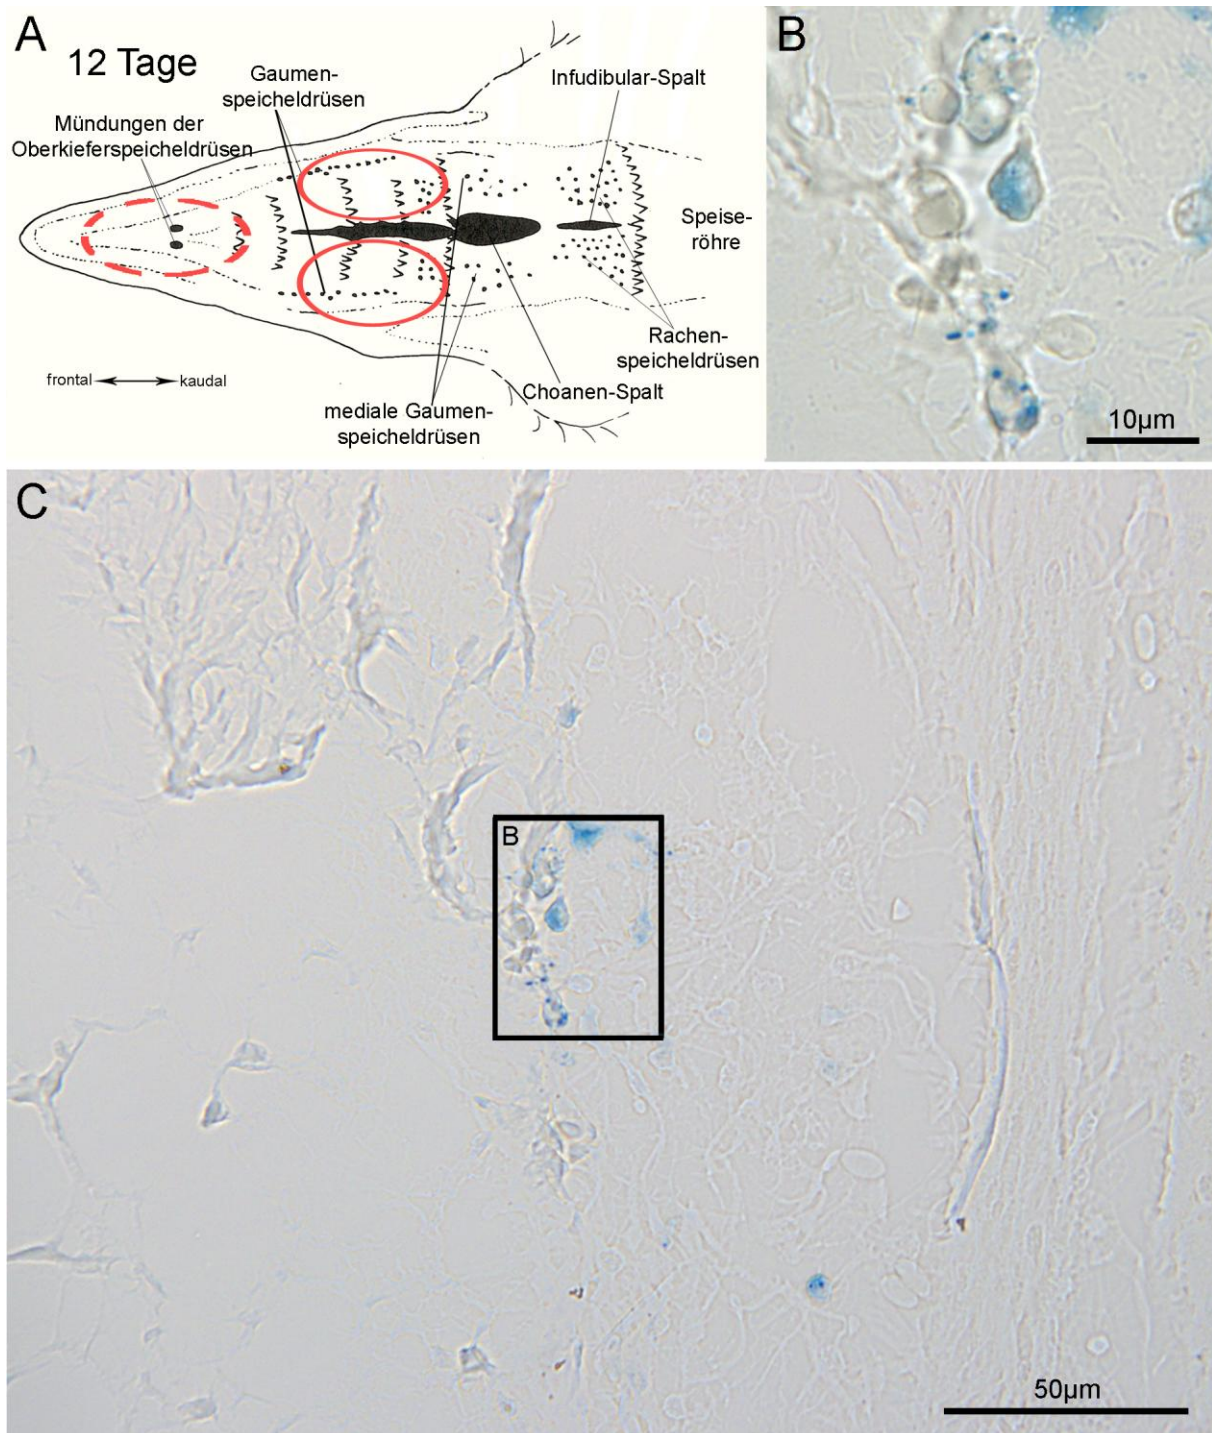 A
12 Tage
Gaumen-
speicheldrüsen
Mündungen der
Oberkieferspeicheldrüsen
Infudibular-Spalt
Speise-
röhre
Rachen-
speicheldrüsen
Choanen-Spalt
mediale Gaumen-
speicheldrüsen
frontal
kaudal
B
10µm
C
B
50µm